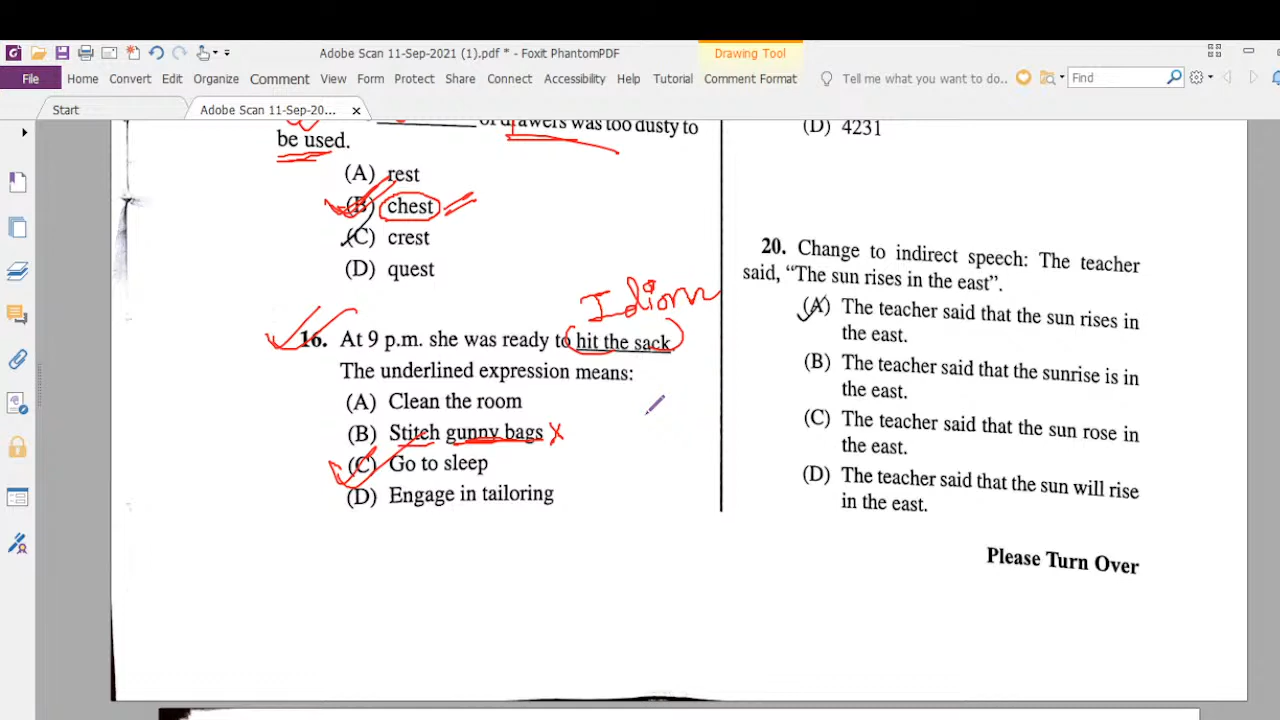 Adobe Scan 11-Sep-2021 (1).pdf * - Foxit PhantomPDF
Drawing Tool
File Home Convert Edit Organize Comment View Form Protect Share Connect Accessibility Help Tutorial Comment Format Tell me what you want to do.. Find
Start Adobe Scan 11-Sep-20...
of drawers was too dusty to
be used.
(A) rest
(B) chest
(C) crest
(D) quest
Idiom
16. At 9 p.m. she was ready to hit the sack
The underlined expression means:
(A) Clean the room
(B) Stitch gunny bags X
(C) Go to sleep
(D) Engage in tailoring
(D) 4231
20. Change to indirect speech: The teacher
said, “The sun rises in the east”.
(A) The teacher said that the sun rises in
the east.
(B) The teacher said that the sunrise is in
the east.
(C) The teacher said that the sun rose in
the east.
(D) The teacher said that the sun will rise
in the east.
Please Turn Over